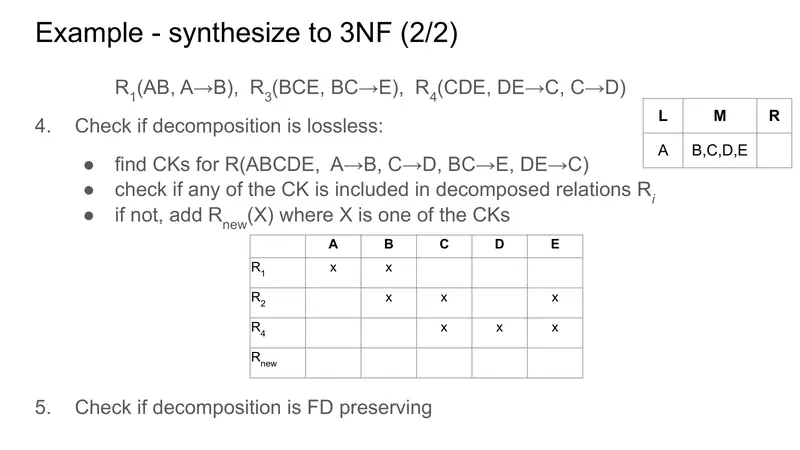 Example - synthesize to 3NF (2/2)
R1(AB, A→B), R3(BCE, BC→E), R4(CDE, DE→C, C→D)
L M R
A B,C,D,E
4. Check if decomposition is lossless:
● find CKs for R(ABCDE, A→B, C→D, BC→E, DE→C)
● check if any of the CK is included in decomposed relations Ri
● if not, add Rnew(X) where X is one of the CKs
A B C D E
R1 x x
R2 x x x
R4 x x x
Rnew
5. Check if decomposition is FD preserving